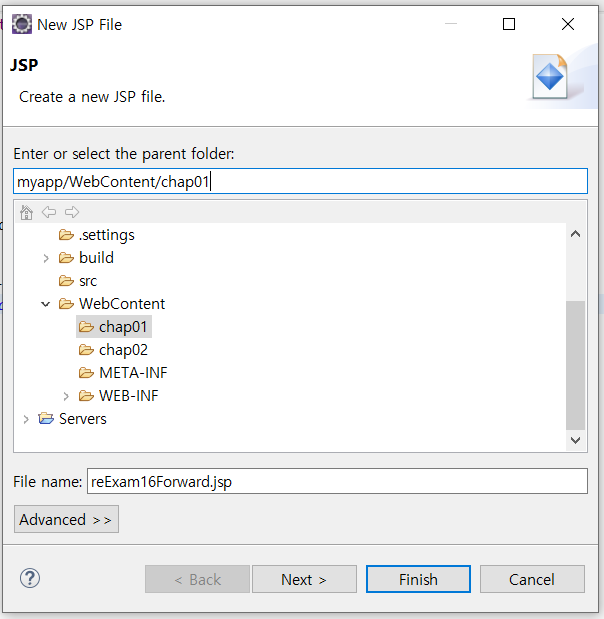 New JSP File
JSP
Create a new JSP file.
Enter or select the parent folder:
myapp/WebContent/chap01
.settings
build
src
WebContent
chap01
chap02
META-INF
WEB-INF
Servers
File name: reExam16Forward.jsp
Advanced >>
? < Back Next > Finish Cancel